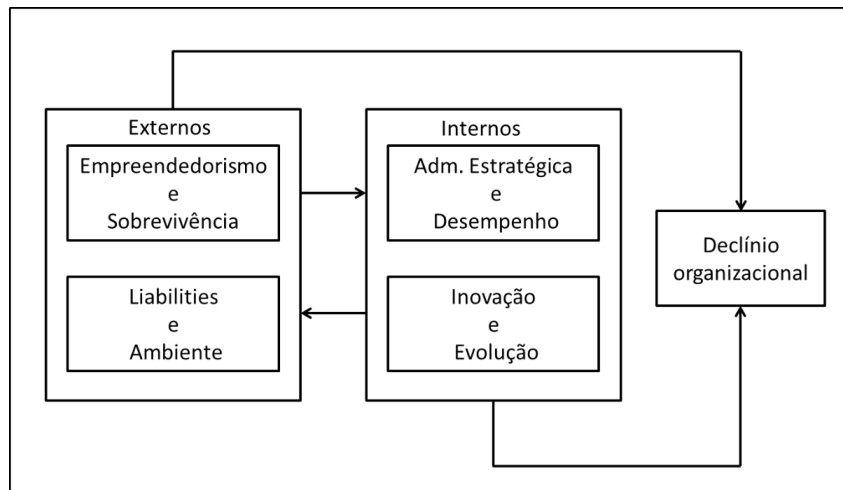 Externos
Empreendedorismo
e
Sobrevivência
Liabilities
e
Ambiente
Internos
Adm. Estratégica
e
Desempenho
Inovação
e
Evolução
Declínio
organizacional